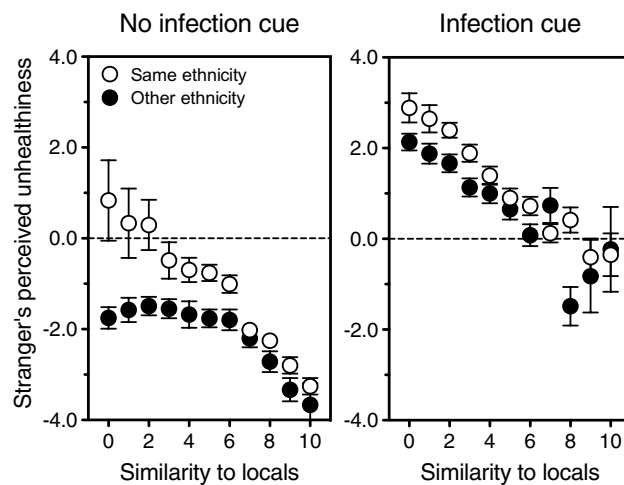 No infection cue
Infection cue
Stranger's perceived unhealthiness
4.0
2.0
0.0
-2.0
-4.0
Same ethnicity
Other ethnicity
0 2 4 6 8 10
Similarity to locals
4.0
2.0
0.0
-2.0
-4.0
0 2 4 6 8 10
Similarity to locals